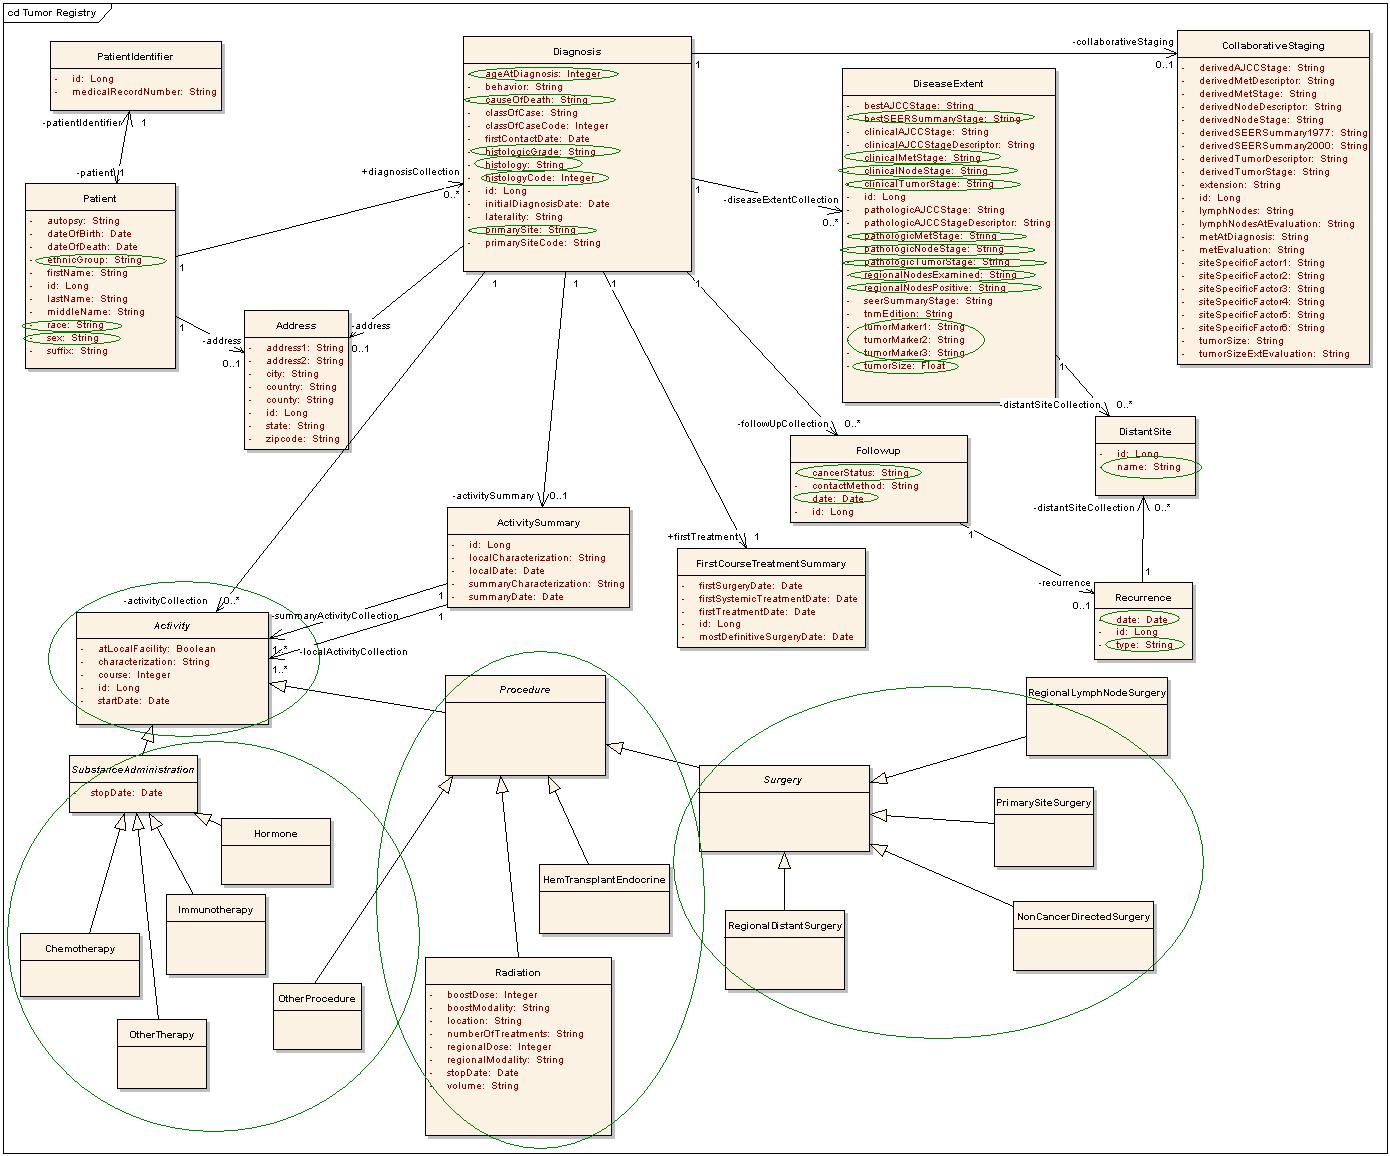 cd Tumor Registry
PatientIdentifier
- id: Long
- medicalRecordNumber: String
-patientIdentifier 1
-patient 1
Patient
- autopsy: String
- dateOfBirth: Date
- dateOfDeath: Date
- ethnicGroup: String
- firstName: String
- id: Long
- lastName: String
- middleName: String
- race: String
- sex: String
- suffix: String
1
1
+diagnosisCollection
0..*
-address
0..1
Address
- address1: String
- address2: String
- city: String
- country: String
- county: String
- id: Long
- state: String
- zipcode: String
-address
0..1
Diagnosis
- ageAtDiagnosis: Integer
- behavior: String
- causeOfDeath: String
- classOfCase: String
- classOfCaseCode: Integer
- firstContactDate: Date
- histologicGrade: String
- histology: String
- histologyCode: Integer
- id: Long
- initialDiagnosisDate: Date
- laterality: String
- primarySite: String
- primarySiteCode: String
1
-collaborativeStaging
0..1
1
-diseaseExtentCollection
0..*
1
1
1
1
DiseaseExtent
- bestAJCCStage: String
- bestSEERSummaryStage: String
- clinicalAJCCStage: String
- clinicalAJCCStageDescriptor: String
- clinicalMetStage: String
- clinicalNodeStage: String
- clinicalTumorStage: String
- id: Long
- pathologicAJCCStage: String
- pathologicAJCCStageDescriptor: String
- pathologicMetStage: String
- pathologicNodeStage: String
- pathologicTumorStage: String
- regionalNodesExamined: String
- regionalNodesPositive: String
- seerSummaryStage: String
- tnmEdition: String
- tumorMarker1: String
- tumorMarker2: String
- tumorMarker3: String
- tumorSize: Float
CollaborativeStaging
- derivedAJCCStage: String
- derivedMetDescriptor: String
- derivedMetStage: String
- derivedNodeDescriptor: String
- derivedNodeStage: String
- derivedSEERSummary1977: String
- derivedSEERSummary2000: String
- derivedTumorDescriptor: String
- derivedTumorStage: String
- extension: String
- id: Long
- lymphNodes: String
- lymphNodesAtEvaluation: String
- metAtDiagnosis: String
- metEvaluation: String
- siteSpecificFactor1: String
- siteSpecificFactor2: String
- siteSpecificFactor3: String
- siteSpecificFactor4: String
- siteSpecificFactor5: String
- siteSpecificFactor6: String
- tumorSize: String
- tumorSizeExtEvaluation: String
1
-distantSiteCollection 0..*
DistantSite
- id: Long
- name: String
-distantSiteCollection 0..*
1
-followUpCollection 0..*
Followup
- cancerStatus: String
- contactMethod: String
- date: Date
- id: Long
1
-recurrence
0..1
Recurrence
- date: Date
- id: Long
- type: String
-activitySummary 0..1
ActivitySummary
- id: Long
- localCharacterization: String
- localDate: Date
- summaryCharacterization: String
- summaryDate: Date
+firstTreatment 1
FirstCourseTreatmentSummary
- firstSurgeryDate: Date
- firstSystemicTreatmentDate: Date
- firstTreatmentDate: Date
- id: Long
- mostDefinitiveSurgeryDate: Date
-activityCollection 0..*
1
-summaryActivityCollection
1..*
1
-localActivityCollection
1..*
Activity
- atLocalFacility: Boolean
- characterization: String
- course: Integer
- id: Long
- startDate: Date
Procedure
SubstanceAdministration
- stopDate: Date
Hormone
Immunotherapy
Chemotherapy
OtherTherapy
OtherProcedure
Radiation
- boostDose: Integer
- boostModality: String
- location: String
- numberOfTreatments: String
- regionalDose: Integer
- regionalModality: String
- stopDate: Date
- volume: String
HemTransplantEndocrine
Surgery
RegionalLymphNodeSurgery
PrimarySiteSurgery
NonCancerDirectedSurgery
RegionalDistantSurgery